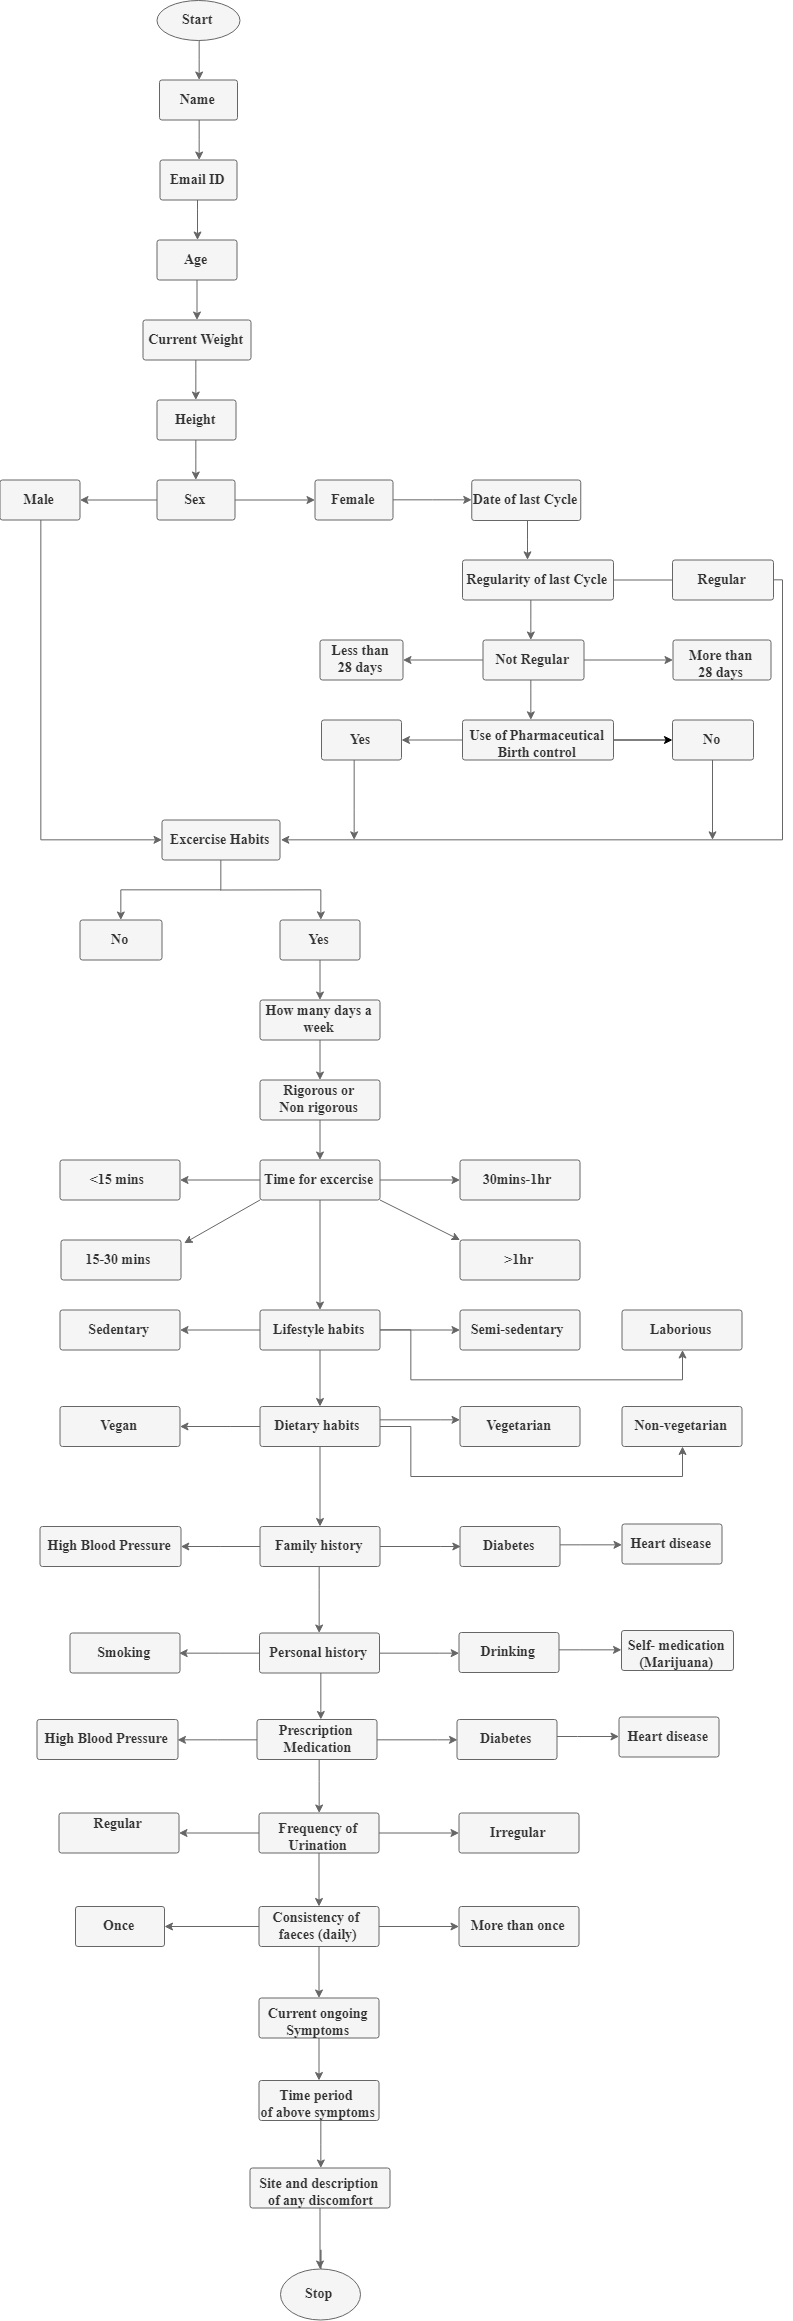 Start
Name
Email ID
Age
Current Weight
Height
Male
Sex
Female
Date of last Cycle
Regularity of last Cycle
Regular
Less than
28 days
Not Regular
More than
28 days
Yes
Use of Pharmaceutical
Birth control
No
Excercise Habits
No
Yes
How many days a
week
Rigorous or
Non rigorous
<15 mins
Time for excercise
30mins-1hr
15-30 mins
>1hr
Sedentary
Lifestyle habits
Semi-sedentary
Laborious
Vegan
Dietary habits
Vegetarian
Non-vegetarian
High Blood Pressure
Family history
Diabetes
Heart disease
Smoking
Personal history
Drinking
Self- medication
(Marijuana)
High Blood Pressure
Prescription
Medication
Diabetes
Heart disease
Regular
Frequency of
Urination
Irregular
Once
Consistency of
faeces (daily)
More than once
Current ongoing
Symptoms
Time period
of above symptoms
Site and description
of any discomfort
Stop